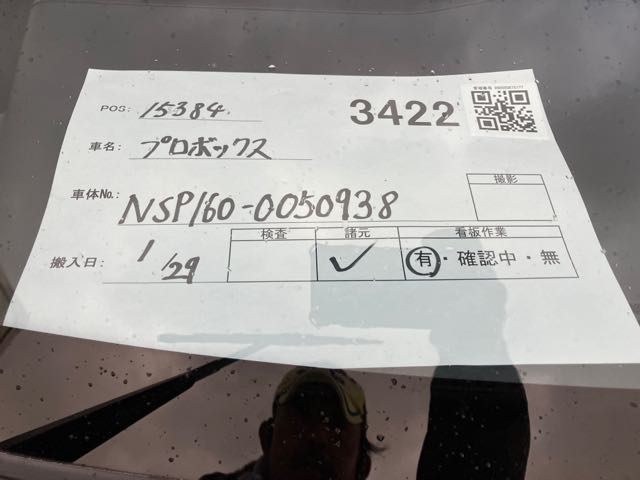 POS: 15384 3422
車名: プロボックス
車体No.: NSP160-0050938
撮影
搬入日: 1/29
検査 諸元 看板作業
✓ 有・確認中・無